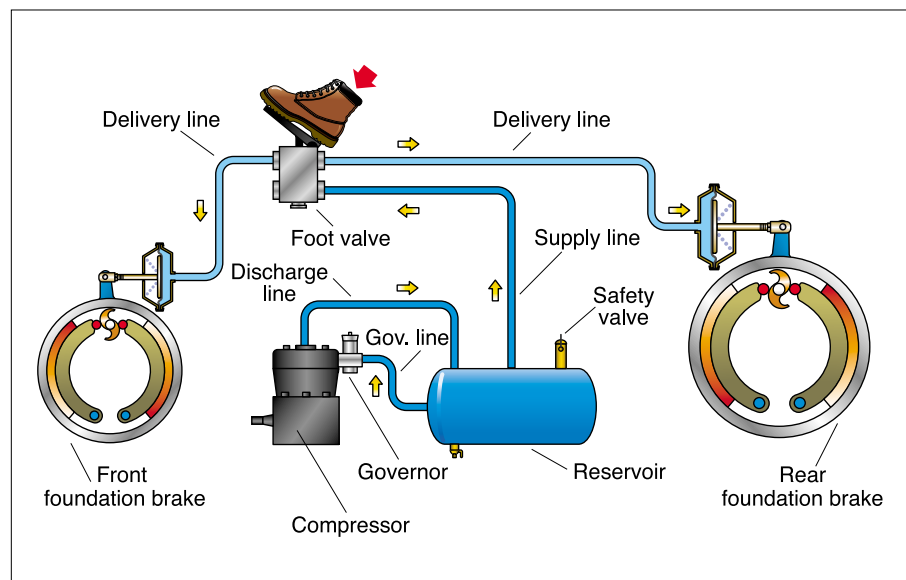 Delivery line
Delivery line
Foot valve
Supply line
Discharge
line
Safety
valve
Gov. line
Front
foundation brake
Governor
Reservoir
Rear
foundation brake
Compressor